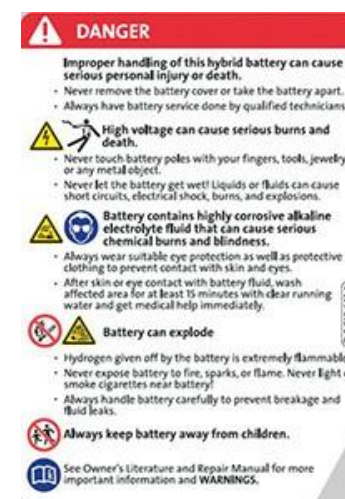 DANGER
Improper handling of this hybrid battery can cause
serious personal injury or death.
· Never remove the battery cover or take the battery apart.
· Always have battery service done by qualified technicians
High voltage can cause serious burns and
death.
· Never touch battery poles with your fingers, tools, jewelry
or any metal object.
· Never let the battery get wet! Liquids or fluids can cause
short circuits, electrical shock, burns, and explosions.
Battery contains highly corrosive alkaline
electrolyte fluid that can cause serious
chemical burns and blindness.
· Always wear suitable eye protection as well as protective
clothing to prevent contact with skin and eyes.
· After skin or eye contact with battery fluid, wash
affected area for at least 15 minutes with clear running
water and get medical help immediately.
Battery can explode
· Hydrogen given off by the battery is extremely flammable
· Never expose battery to fire, sparks, or flame. Never light
smoke cigarettes near battery!
· Always handle battery carefully to prevent breakage and
fluid leaks.
Always keep battery away from children.
See Owner's Literature and Repair Manual for more
important information and WARNINGS.